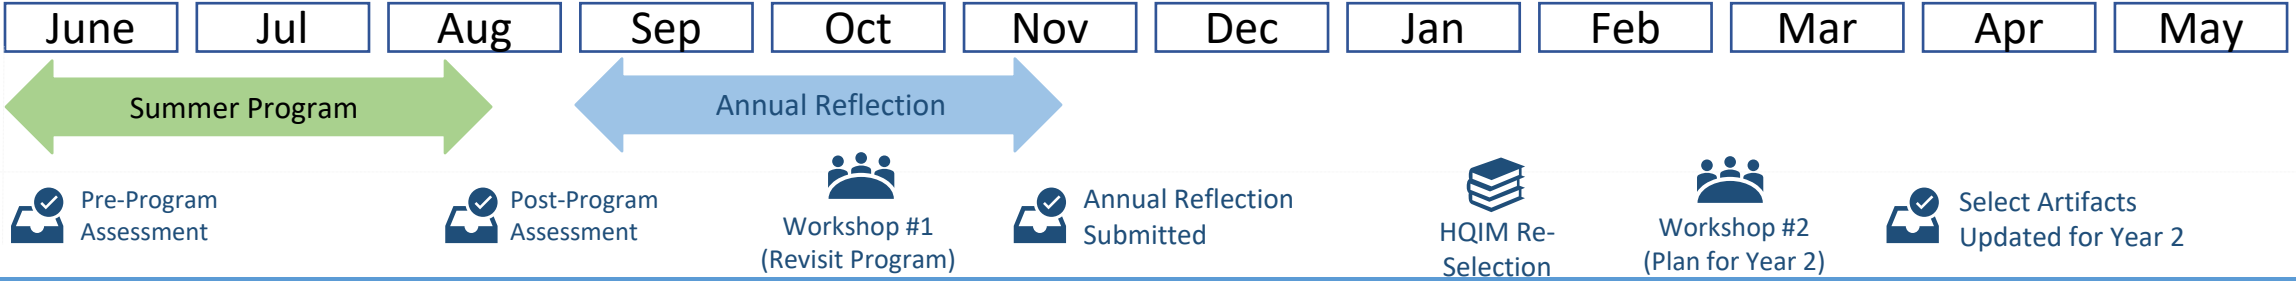 June Jul Aug Sep Oct Nov Dec Jan Feb Mar Apr May
Summer Program
Annual Reflection
Pre-Program
Assessment
Post-Program
Assessment
Workshop #1
(Revisit Program)
Annual Reflection
Submitted
HQIM Re-
Selection
Workshop #2
(Plan for Year 2)
Select Artifacts
Updated for Year 2